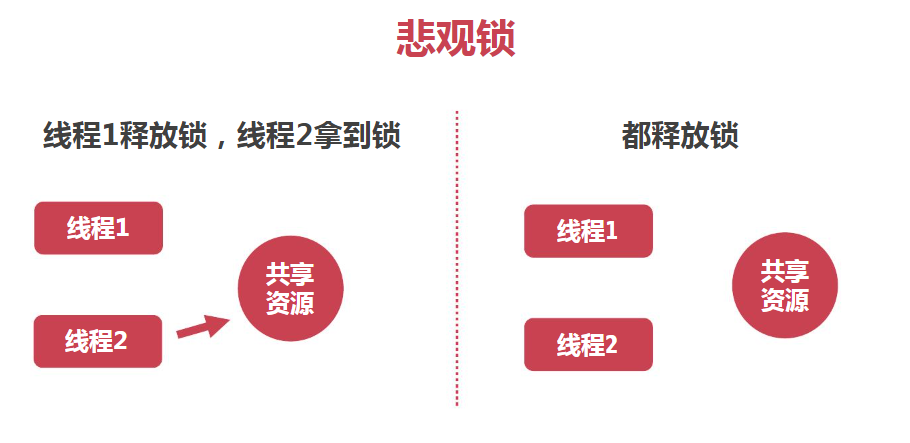 悲观锁
线程1释放锁，线程2拿到锁
线程1
共享
资源
线程2
都释放锁
线程1
共享
资源
线程2